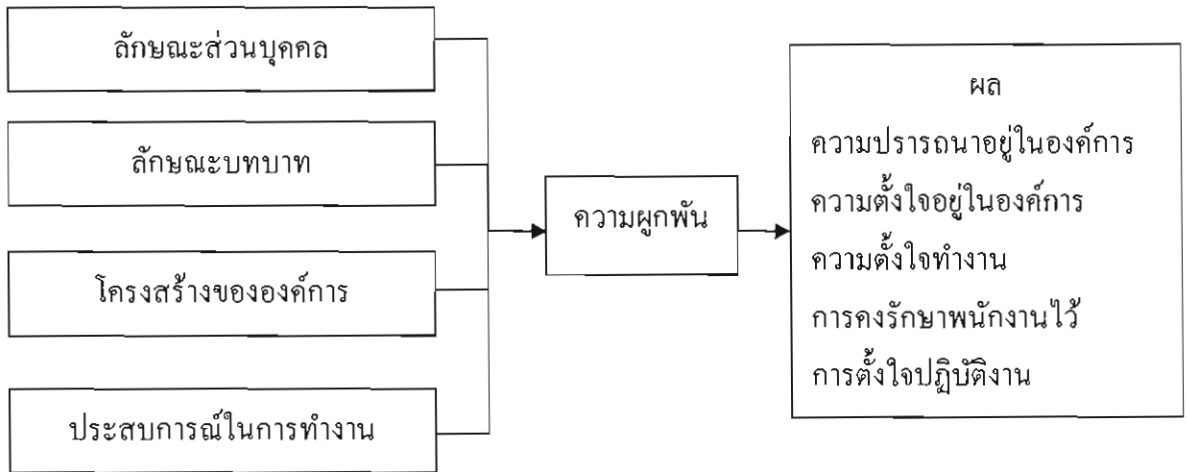 ลักษณะส่วนบุคคล
ลักษณะบทบาท
โครงสร้างขององค์การ
ประสบการณ์ในการทำงาน
ความผูกพัน
ผล
ความปรารถนาอยู่ในองค์การ
ความตั้งใจอยู่ในองค์การ
ความตั้งใจทำงาน
การคงรักษาพนักงานไว้
การตั้งใจปฏิบัติงาน